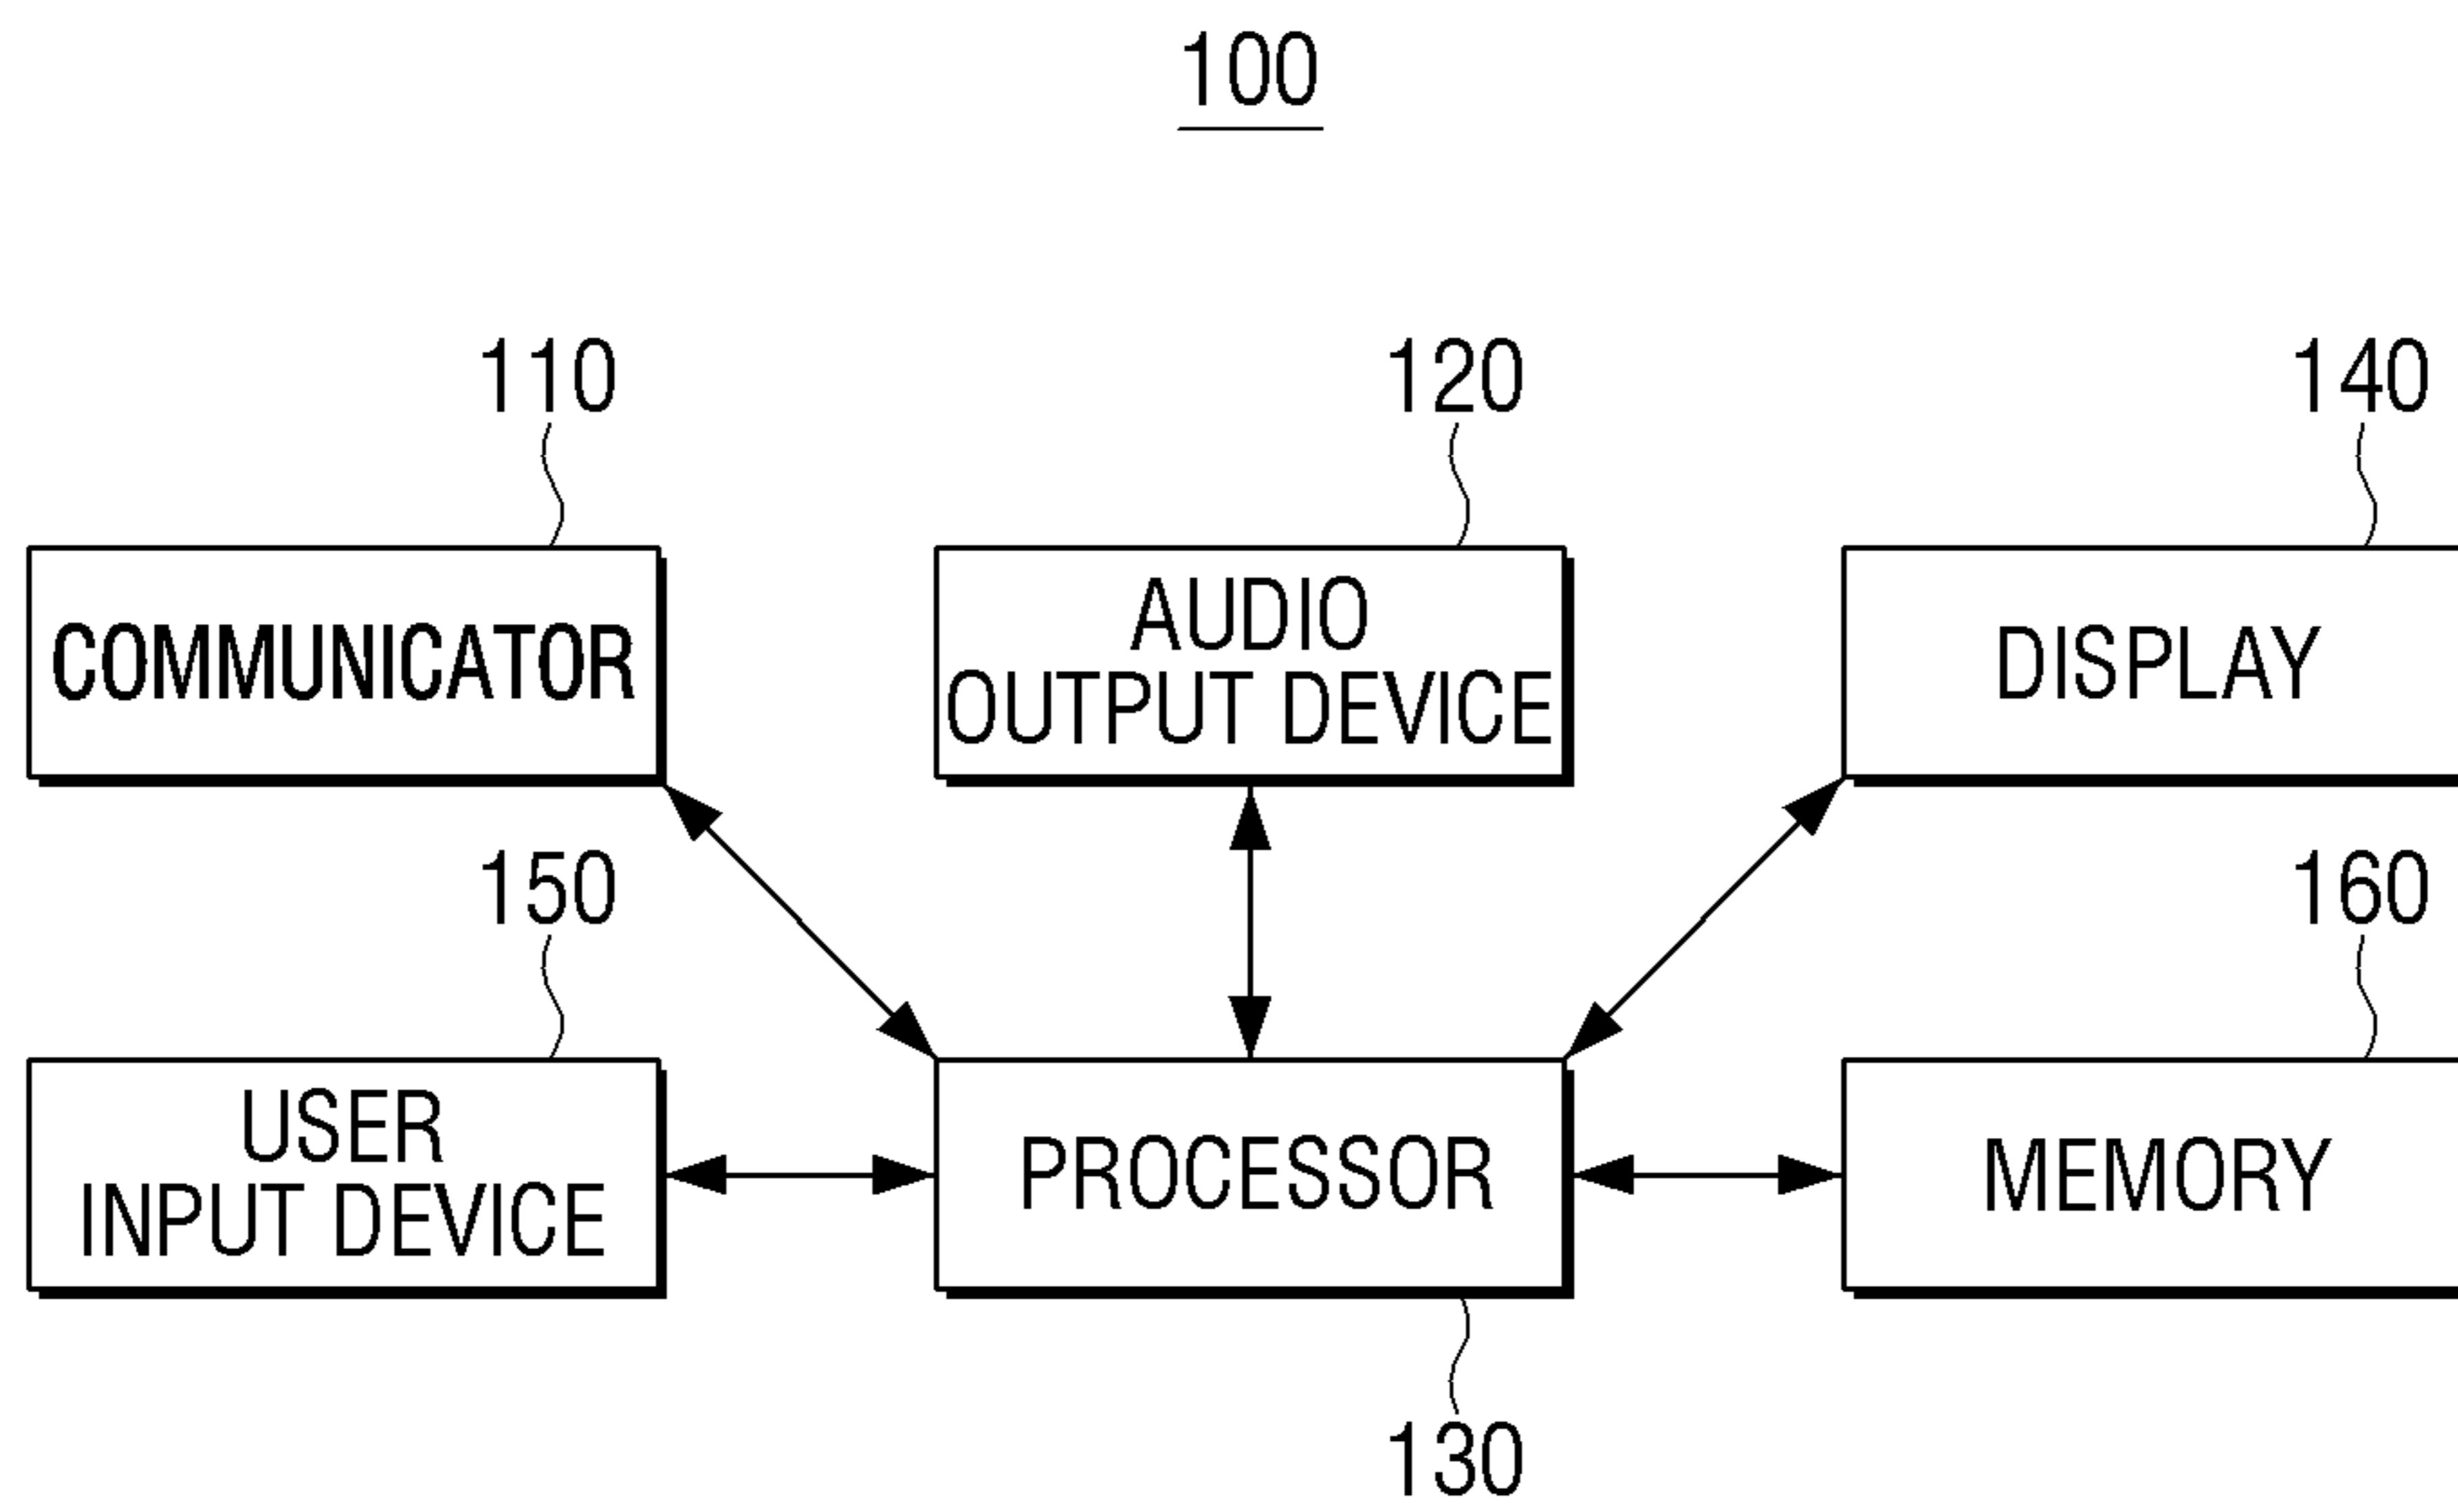 100
110
120
140
COMMUNICATOR
AUDIO
OUTPUT DEVICE
DISPLAY
150
160
USER
INPUT DEVICE
PROCESSOR
MEMORY
130